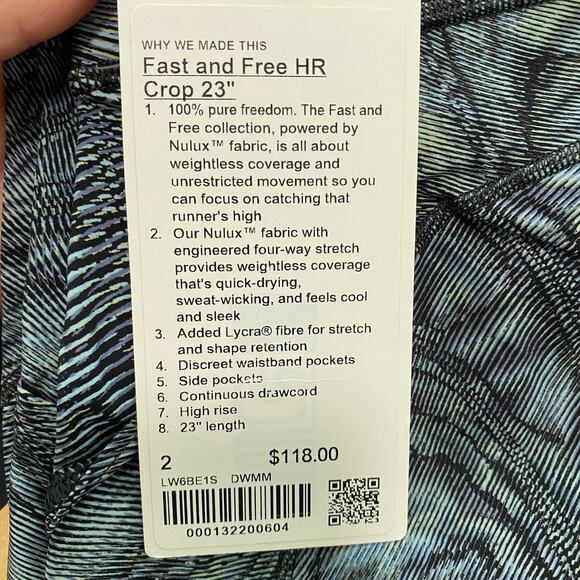 WHY WE MADE THIS
Fast and Free HR
Crop 23"
1. 100% pure freedom. The Fast and
Free collection, powered by
Nulux™ fabric, is all about
weightless coverage and
unrestricted movement so you
can focus on catching that
runner's high
2. Our Nulux™ fabric with
engineered four-way stretch
provides weightless coverage
that's quick-drying,
sweat-wicking, and feels cool
and sleek
3. Added Lycra® fibre for stretch
and shape retention
4. Discreet waistband pockets
5. Side pockets
6. Continuous drawcord
7. High rise
8. 23" length
2 $118.00
LW6BE1S DWMM
000132200604